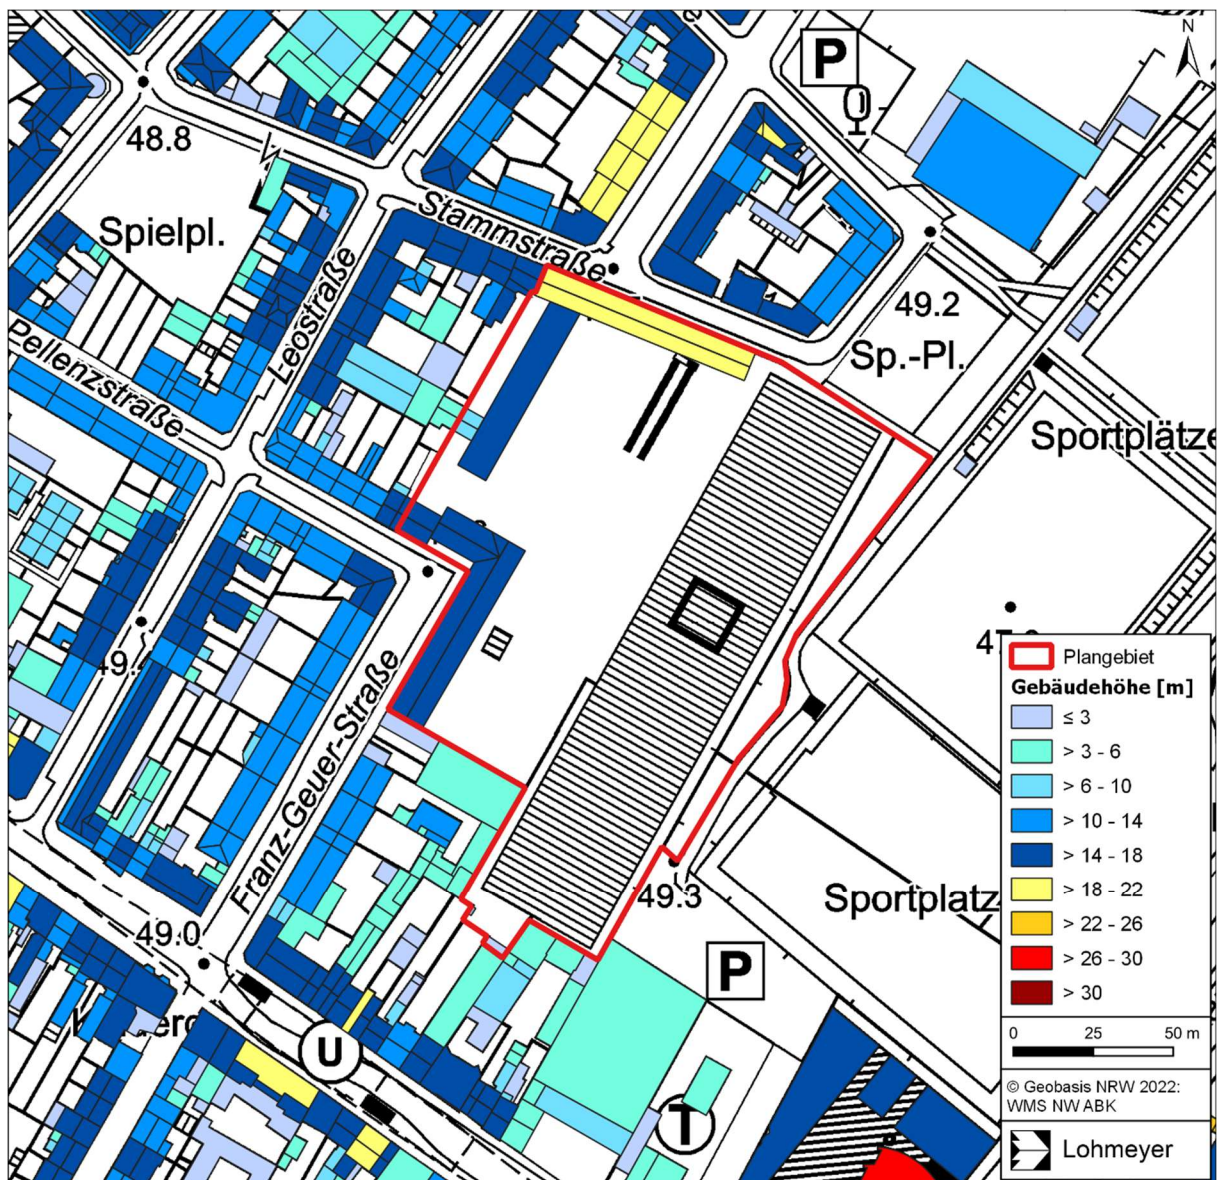 N
P
48.8
Stammstraße
Spielpl.
Leostraße
49.2
Sp.-Pl.
Pellenzstraße
Sportplätze
Franz-Geuer-Straße
49.3
Sportplatz
49.0
P
U
T
Plangebiet
Gebäudehöhe [m]
≤ 3
> 3 - 6
> 6 - 10
> 10 - 14
> 14 - 18
> 18 - 22
> 22 - 26
> 26 - 30
> 30
0 25 50 m
© Geobasis NRW 2022:
WMS NW ABK
Lohmeyer